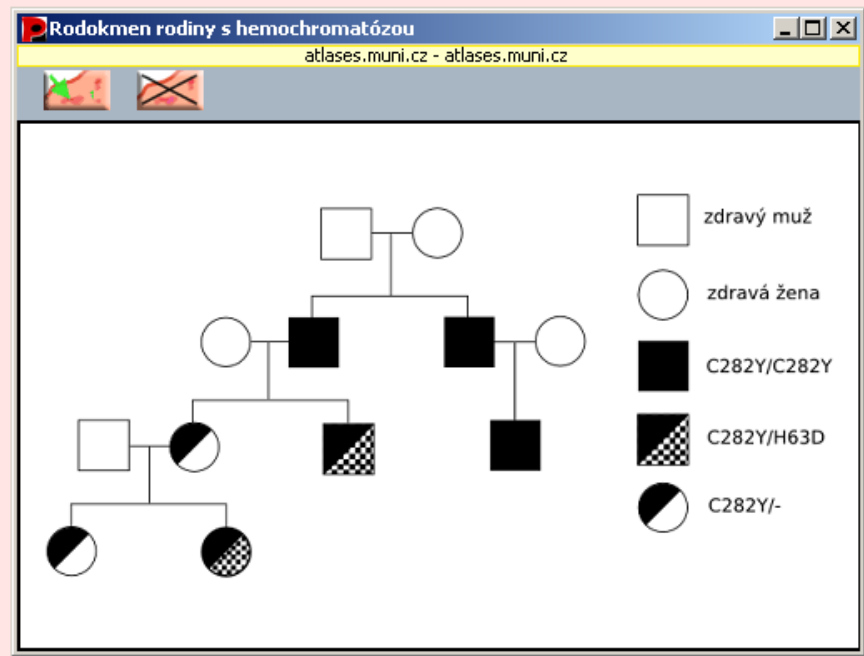 Rodokmen rodiny s hemochromatózou
atlases.muni.cz - atlases.muni.cz
zdravý muž
zdravá žena
C282Y/C282Y
C282Y/H63D
C282Y/-